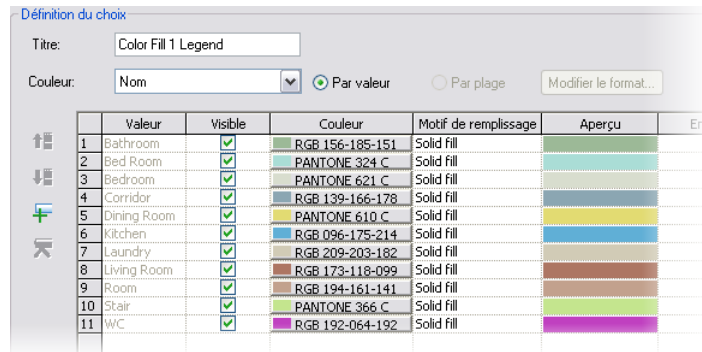 Définition du choix
Titre: Color Fill 1 Legend
Couleur: Nom Par valeur Par plage Modifier le format...
Valeur Visible Couleur Motif de remplissage Aperçu
1 Bathroom RGB 156-185-151 Solid fill
2 Bed Room PANTONE 324 C Solid fill
3 Bedroom PANTONE 621 C Solid fill
4 Corridor RGB 139-166-178 Solid fill
5 Dining Room PANTONE 610 C Solid fill
6 Kitchen RGB 096-175-214 Solid fill
7 Laundry RGB 209-203-182 Solid fill
8 Living Room RGB 173-118-099 Solid fill
9 Room RGB 194-161-141 Solid fill
10 Stair PANTONE 366 C Solid fill
11 WC RGB 192-064-192 Solid fill